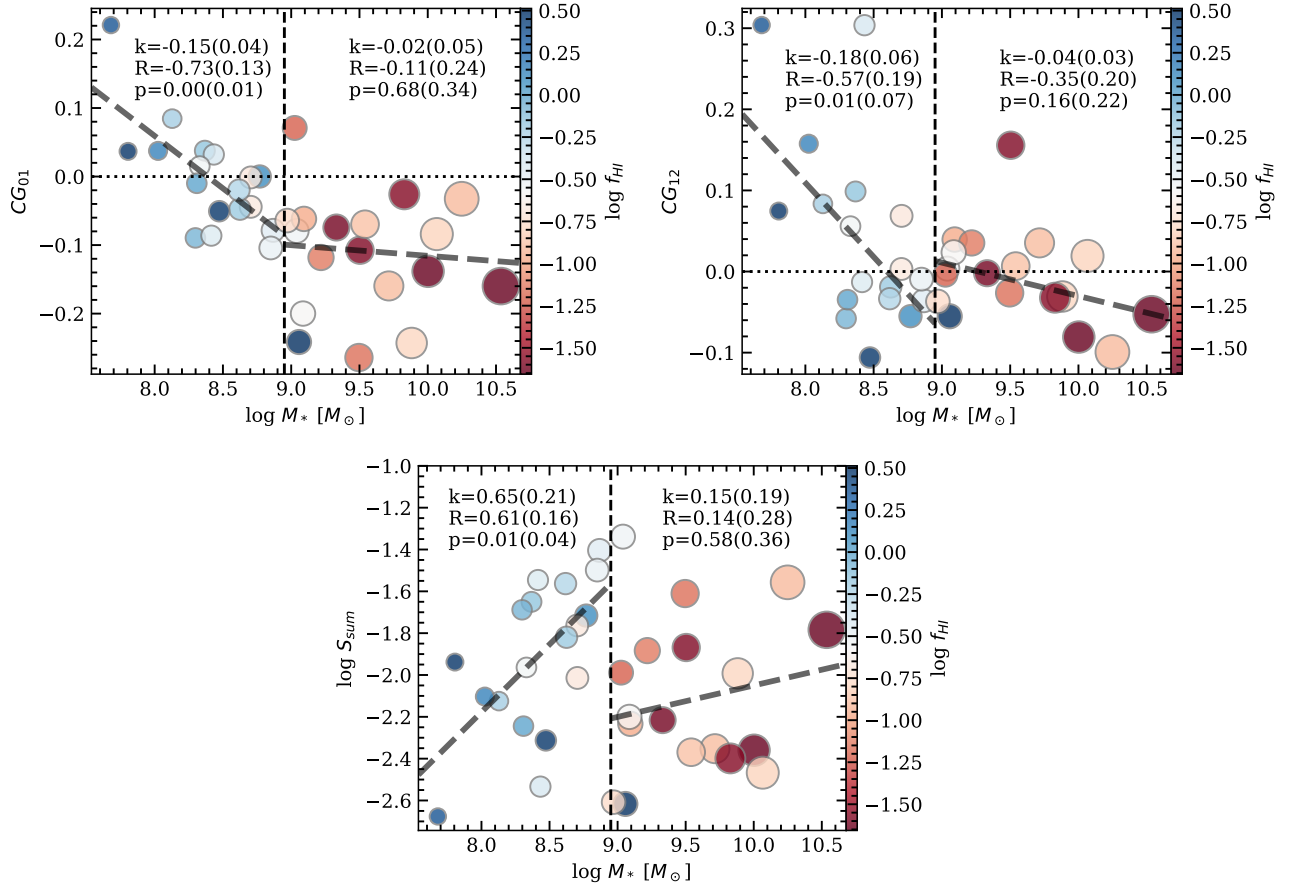 0.2
0.1
0.0
−0.1
−0.2
CG01
k=-0.15(0.04)
R=-0.73(0.13)
p=0.00(0.01)
k=-0.02(0.05)
R=-0.11(0.24)
p=0.68(0.34)
8.0 8.5 9.0 9.5 10.0 10.5
log M* [M⊙]
0.50
0.25
0.00
−0.25
−0.50
−0.75
−1.00
−1.25
−1.50
log fHI
0.3
0.2
0.1
0.0
−0.1
CG12
k=-0.18(0.06)
R=-0.57(0.19)
p=0.01(0.07)
k=-0.04(0.03)
R=-0.35(0.20)
p=0.16(0.22)
8.0 8.5 9.0 9.5 10.0 10.5
log M* [M⊙]
0.50
0.25
0.00
−0.25
−0.50
−0.75
−1.00
−1.25
−1.50
log fHI
−1.0
−1.2
−1.4
−1.6
−1.8
−2.0
−2.2
−2.4
−2.6
log Ssum
k=0.65(0.21)
R=0.61(0.16)
p=0.01(0.04)
k=0.15(0.19)
R=0.14(0.28)
p=0.58(0.36)
8.0 8.5 9.0 9.5 10.0 10.5
log M* [M⊙]
0.50
0.25
0.00
−0.25
−0.50
−0.75
−1.00
−1.25
−1.50
log fHI